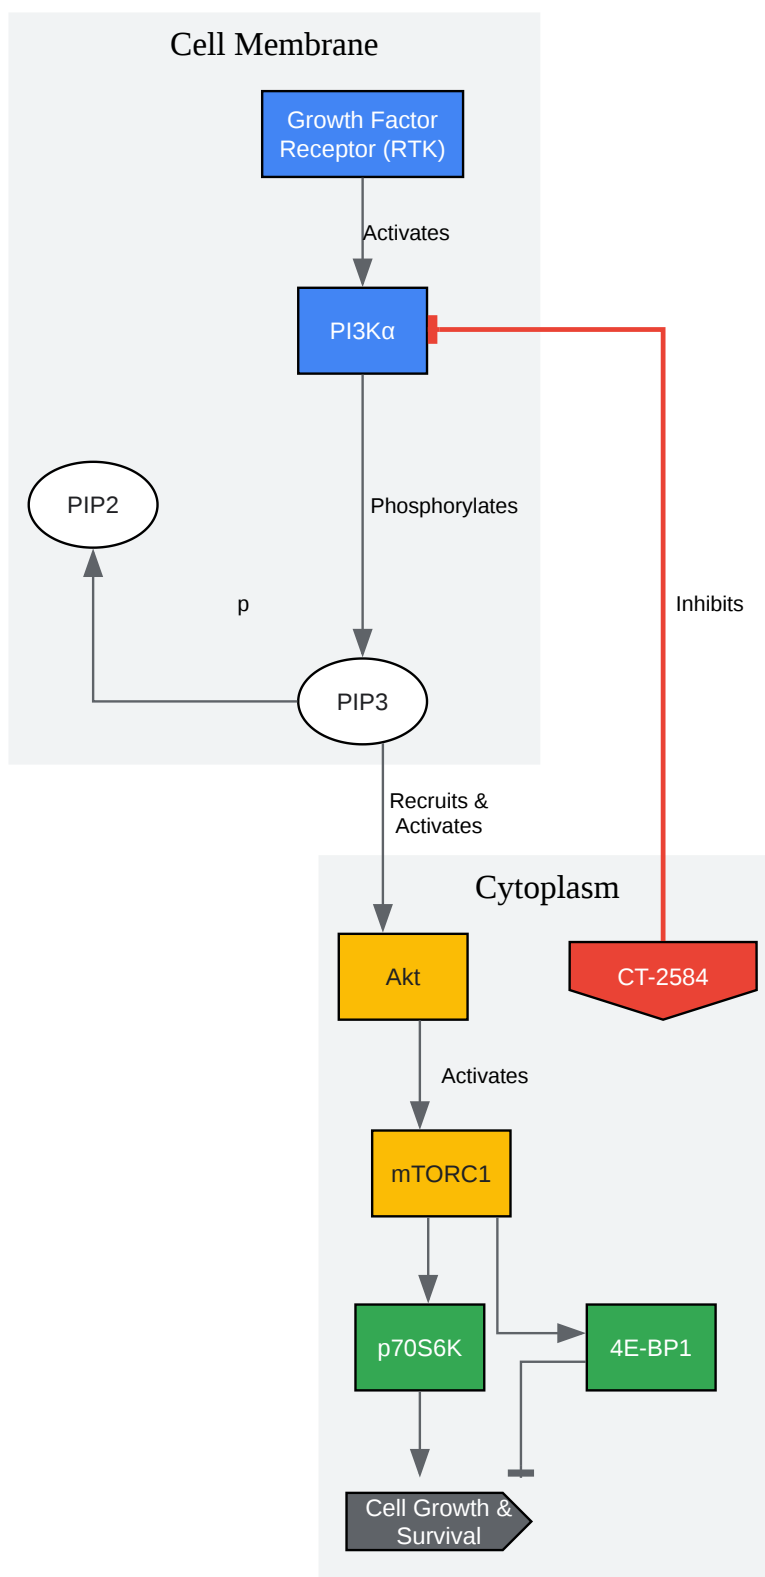 Cell Membrane
Growth Factor
Receptor (RTK)
Activates
PI3Kα
PIP2
Phosphorylates
p
Inhibits
PIP3
Recruits &
Activates
Cytoplasm
Akt
CT-2584
Activates
mTORC1
p70S6K
4E-BP1
Cell Growth &
Survival